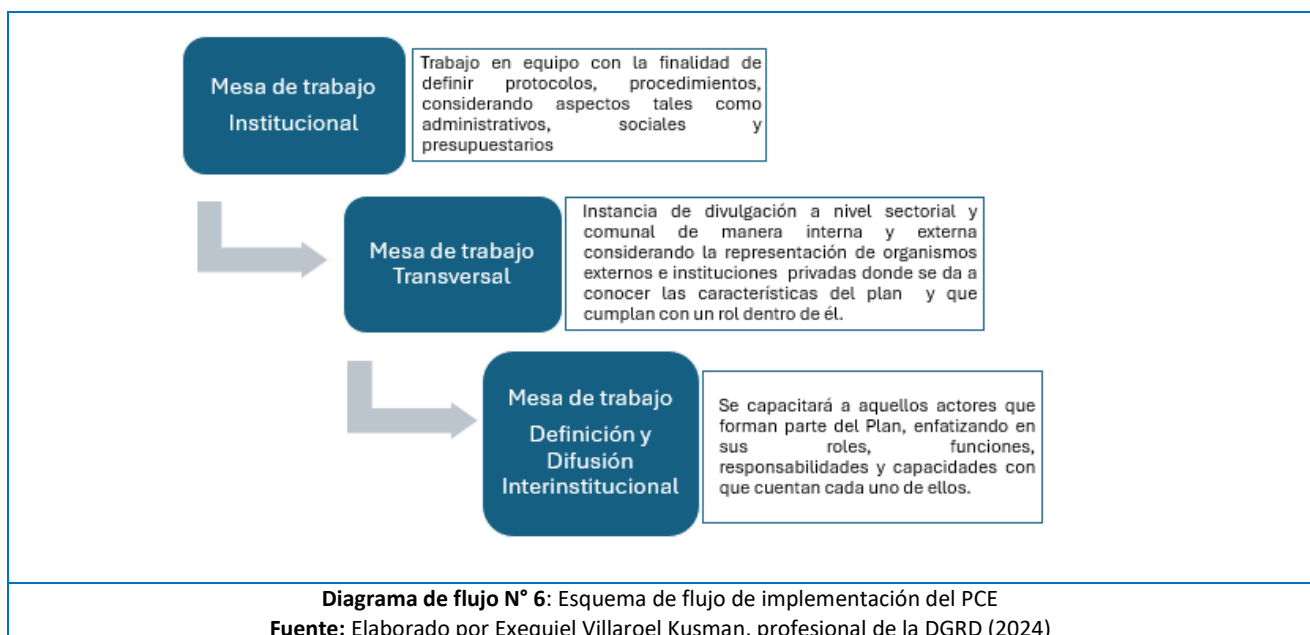 Mesa de trabajo
Institucional
Trabajo en equipo con la finalidad de
definir protocolos, procedimientos,
considerando aspectos tales como
administrativos, sociales y
presupuestarios
Mesa de trabajo
Transversal
Instancia de divulgación a nivel sectorial y
comunal de manera interna y externa
considerando la representación de organismos
externos e instituciones privadas donde se da a
conocer las características del plan y que
cumplan con un rol dentro de él.
Mesa de trabajo
Definición y
Difusión
Interinstitucional
Se capacitará a aquellos actores que
forman parte del Plan, enfatizando en
sus roles, funciones,
responsabilidades y capacidades con
que cuentan cada uno de ellos.
Diagrama de flujo N° 6: Esquema de flujo de implementación del PCE
Fuente: Elaborado por Exequiel Villaroel Kusman, profesional de la DGRD (2024)